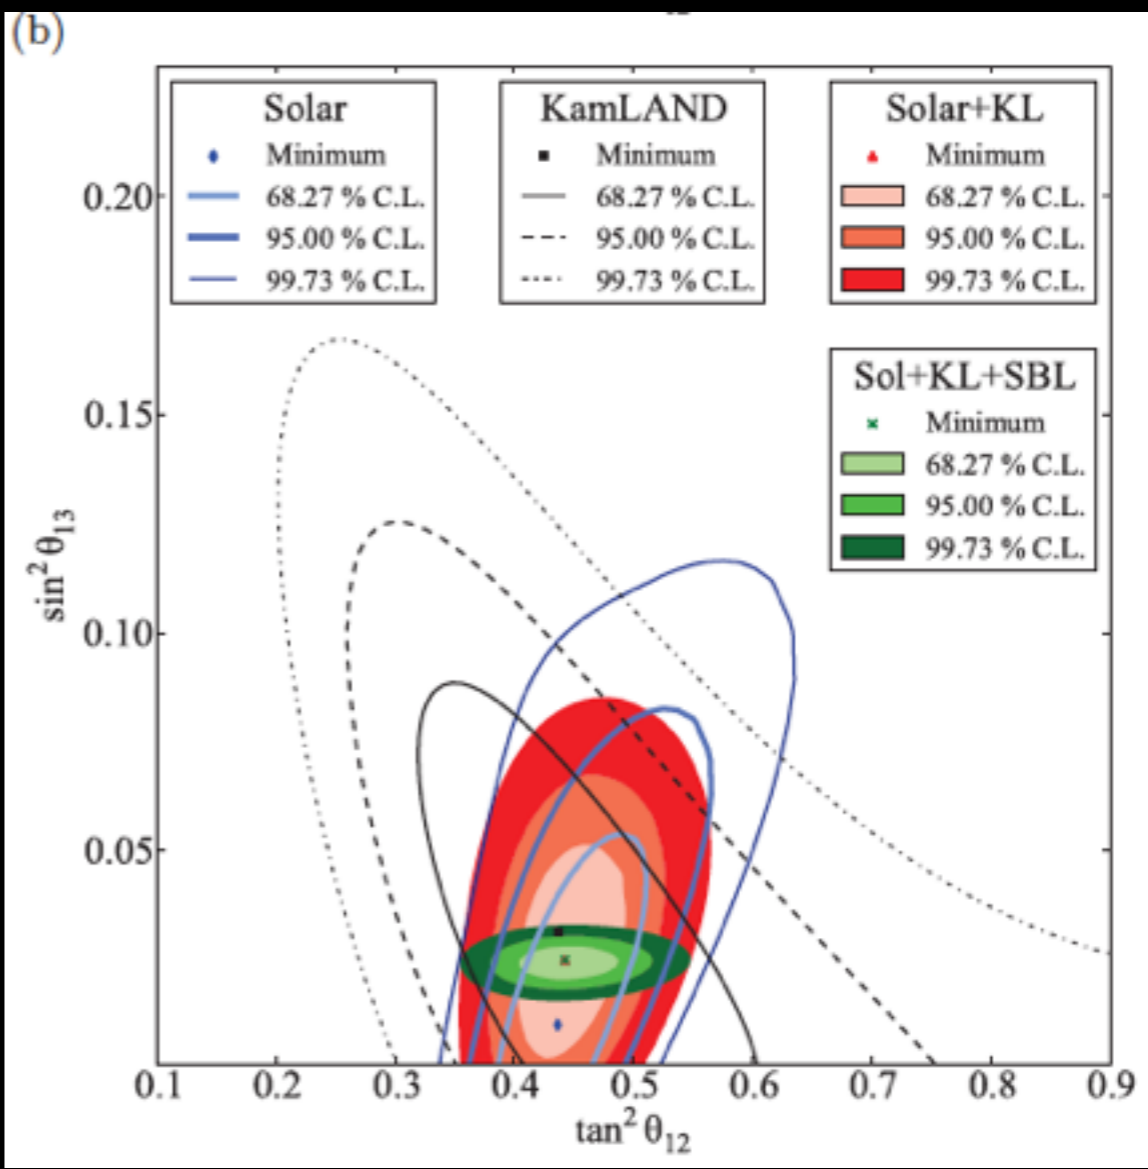 (b)
Solar
Minimum
68.27 % C.L.
95.00 % C.L.
99.73 % C.L.
KamLAND
Minimum
68.27 % C.L.
95.00 % C.L.
99.73 % C.L.
Solar+KL
Minimum
68.27 % C.L.
95.00 % C.L.
99.73 % C.L.
Sol+KL+SBL
Minimum
68.27 % C.L.
95.00 % C.L.
99.73 % C.L.
sin² θ₁₃
0.20
0.15
0.10
0.05
0.1 0.2 0.3 0.4 0.5 0.6 0.7 0.8 0.9
tan² θ₁₂